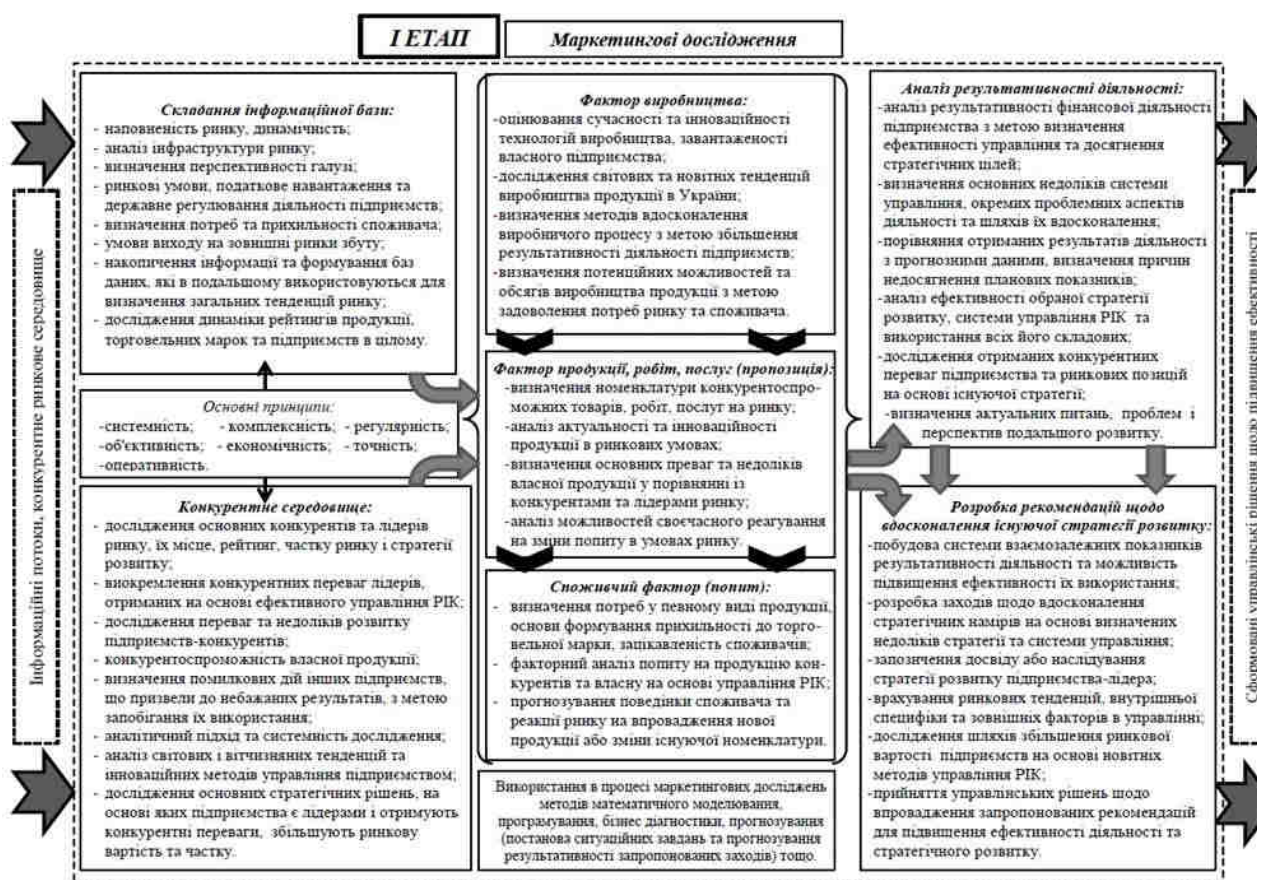 І ЕТАП
Маркетингові дослідження
Інформаційні потоки, конкурентне ринкове середовище
Складання інформаційної бази:
- наповненість ринку, динамічність;
- аналіз інфраструктури ринку;
- визначення перспективності галузі;
- ринкові умови, податкове навантаження та
державне регулювання діяльності підприємств;
- визначення потреб та прихильності споживача;
- умови виходу на зовнішні ринки збуту;
- накопичення інформації та формування баз
даних, які в подальшому використовуються для
визначення загальних тенденцій ринку;
- дослідження динаміки рейтингів продукції,
торговельних марок та підприємств в цілому.
Основні принципи:
-системність; - комплексність; - регулярність;
-об'єктивність; - економічність; - точність;
-оперативність.
Конкурентне середовище:
- дослідження основних конкурентів та лідерів
ринку, їх місце, рейтинг, частку ринку і стратегії
розвитку;
- виокремлення конкурентних переваг лідерів,
отриманих на основі ефективного управління РІК;
- дослідження переваг та недоліків розвитку
підприємств-конкурентів;
- конкурентоспроможність власної продукції;
- визначення помилкових дій інших підприємств,
що призвели до небажаних результатів, з метою
запобігання їх використання;
- аналітичний підхід та системність дослідження;
- аналіз світових і вітчизняних тенденцій та
інноваційних методів управління підприємством;
- дослідження основних стратегічних рішень, на
основі яких підприємства є лідерами і отримують
конкурентні переваги, збільшують ринкову
вартість та частку.
Фактор виробництва:
-оцінювання сучасності та інноваційності
технологій виробництва, завантаженості
власного підприємства;
-дослідження світових та новітніх тенденцій
виробництва продукції в Україні;
-визначення методів вдосконалення
виробничого процесу з метою збільшення
результативності діяльності підприємств;
-визначення потенційних можливостей та
обсягів виробництва продукції з метою
задоволення потреб ринку та споживача.
Фактор продукції, робіт, послуг (пропозиція):
-визначення номенклатури конкурентоспро-
можних товарів, робіт, послуг на ринку;
-аналіз актуальності та інноваційності
продукції в ринкових умовах;
-визначення основних преваг та недоліків
власної продукції у порівнянні із
конкурентами та лідерами ринку;
-аналіз можливостей своєчасного реагування
на зміни попиту в умовах ринку.
Споживчий фактор (попит):
- визначення потреб у певному виді продукції,
основи формування прихильності до торго-
вельної марки, зацікавленість споживачів;
- факторний аналіз попиту на продукцію кон-
курентів та власну на основі управління РІК;
- прогнозування поведінки споживача та
реакції ринку на впровадження нової
продукції або зміни існуючої номенклатури.
Використання в процесі маркетингових досліджень
методів математичного моделювання,
програмування, бізнес діагностики, прогнозування
(постанова ситуаційних завдань та прогнозування
результативності запропонованих заходів) тощо.
Аналіз результативності діяльності:
-аналіз результативності фінансової діяльності
підприємства з метою визначення
ефективності управління та досягнення
стратегічних цілей;
-визначення основних недоліків системи
управління, окремих проблемних аспектів
діяльності та шляхів їх вдосконалення;
-порівняння отриманих результатів діяльності
з прогнозними даними, визначення причин
недосягнення планових показників;
-аналіз ефективності обраної стратегії
розвитку, системи управління РІК та
використання всіх його складових;
-дослідження отриманих конкурентних
переваг підприємства та ринкових позицій
на основі існуючої стратегії;
-визначення актуальних питань, проблем і
перспектив подальшого розвитку.
Розробка рекомендацій щодо
вдосконалення існуючої стратегії розвитку:
-побудова системи взаємозалежних показників
результативності діяльності та можливість
підвищення ефективності їх використання;
-розробка заходів щодо вдосконалення
стратегічних намірів на основі визначених
недоліків стратегії та системи управління;
-запозичення досвіду або наслідування
стратегії розвитку підприємства-лідера;
-врахування ринкових тенденцій, внутрішньої
специфіки та зовнішніх факторів в управлінні;
-дослідження шляхів збільшення ринкової
вартості підприємств на основі новітніх
методів управління РІК;
-прийняття управлінських рішень щодо
впровадження запропонованих рекомендацій
для підвищення ефективності діяльності та
стратегічного розвитку.
Сформовані управлінські рішення щодо підвищення ефективності